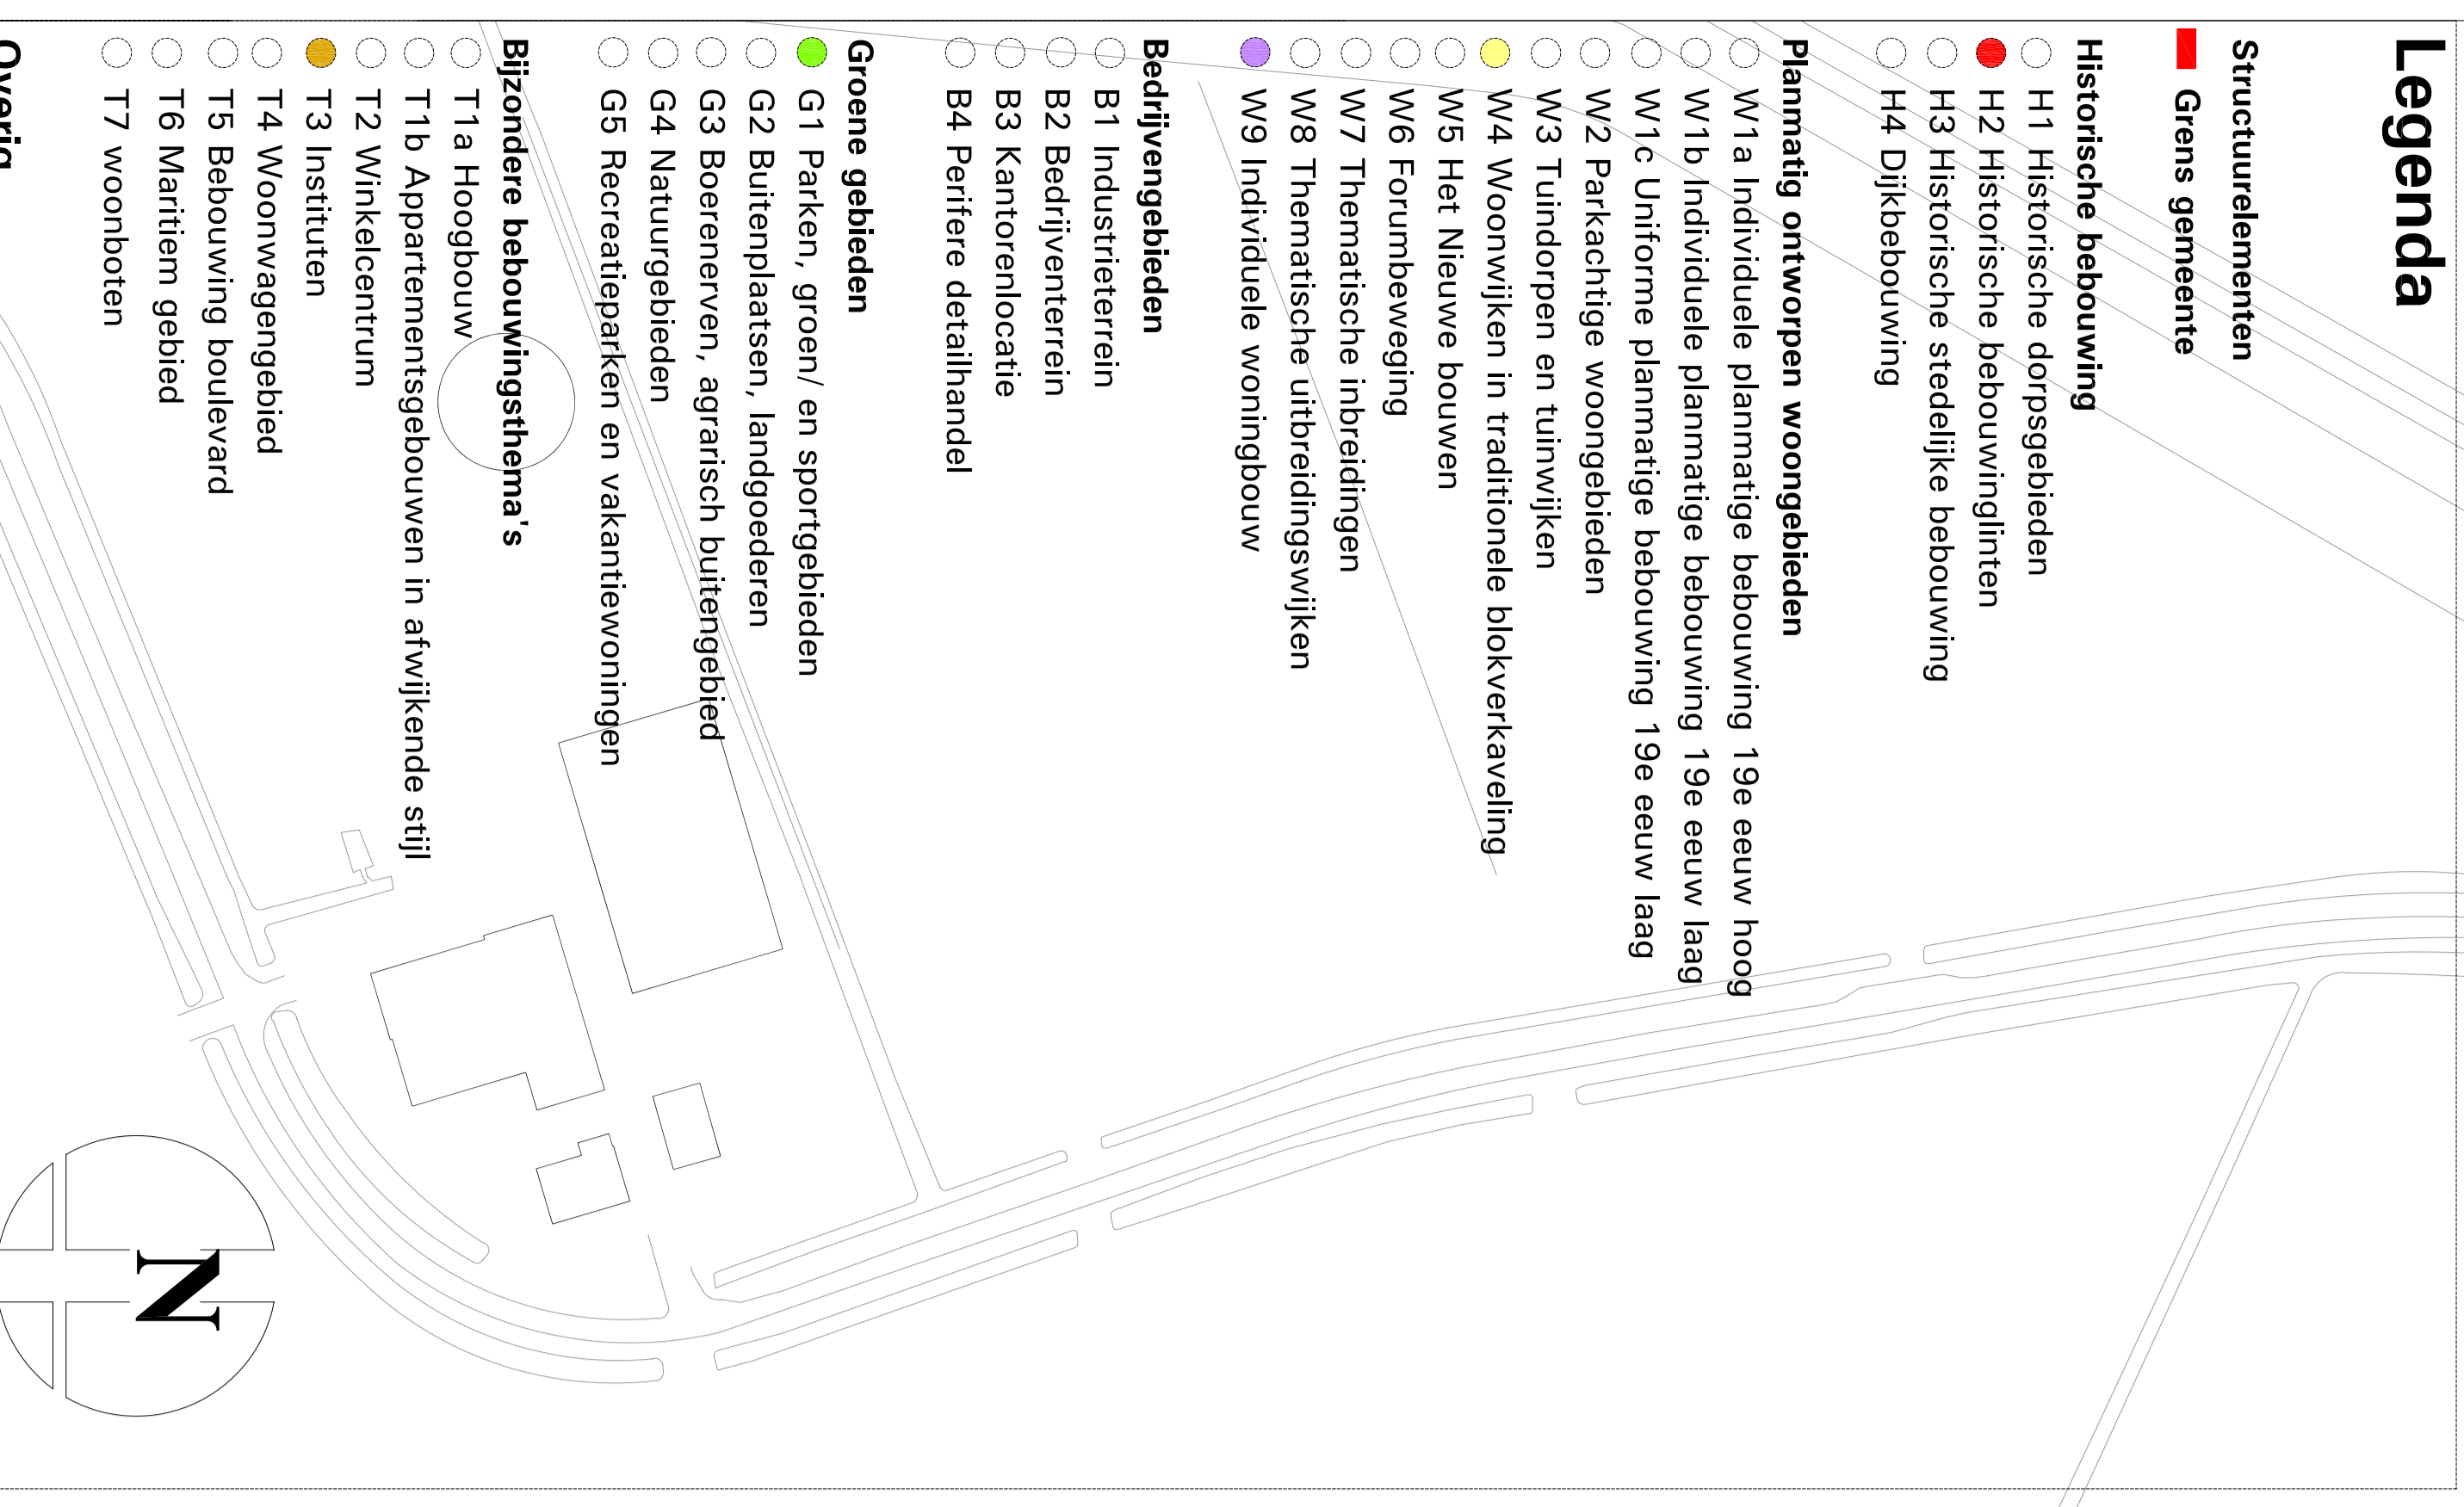 Legenda
Structuurelementen
Grens gemeente
Historische bebouwing
H1 Historische dorpsgebieden
H2 Historische bebouwinglinten
H3 Historische stedelijke bebouwing
H4 Dijkbebouwing
Planmatig ontworpen woongebieden
W1a Individuele planmatige bebouwing 19e eeuw hoog
W1b Individuele planmatige bebouwing 19e eeuw laag
W1c Uniforme planmatige bebouwing 19e eeuw laag
W2 Parkachtige woongebieden
W3 Tuindorpen en tuinwijken
W4 Woonwijken in traditionele blokverkaveling
W5 Het Nieuwe bouwen
W6 Forumbeweging
W7 Thematische inbreidingen
W8 Thematische uitbreidingswijken
W9 Individuele woningbouw
Bedrijvengebieden
B1 Industrieterrein
B2 Bedrijventerrein
B3 Kantorenlocatie
B4 Perifere detailhandel
Groene gebieden
G1 Parken, groen/ en sportgebieden
G2 Buitenplaatsen, landgoederen
G3 Boerenerven, agrarisch buitengebied
G4 Natuurgebieden
G5 Recreatieparken en vakantiewoningen
Bijzondere bebouwingsthema's
T1a Hoogbouw
T1b Appartementsgebouwen in afwijkende stijl
T2 Winkelcentrum
T3 Instituten
T4 Woonwagengebied
T5 Bebouwing boulevard
T6 Maritiem gebied
T7 woonboten
Overig
N